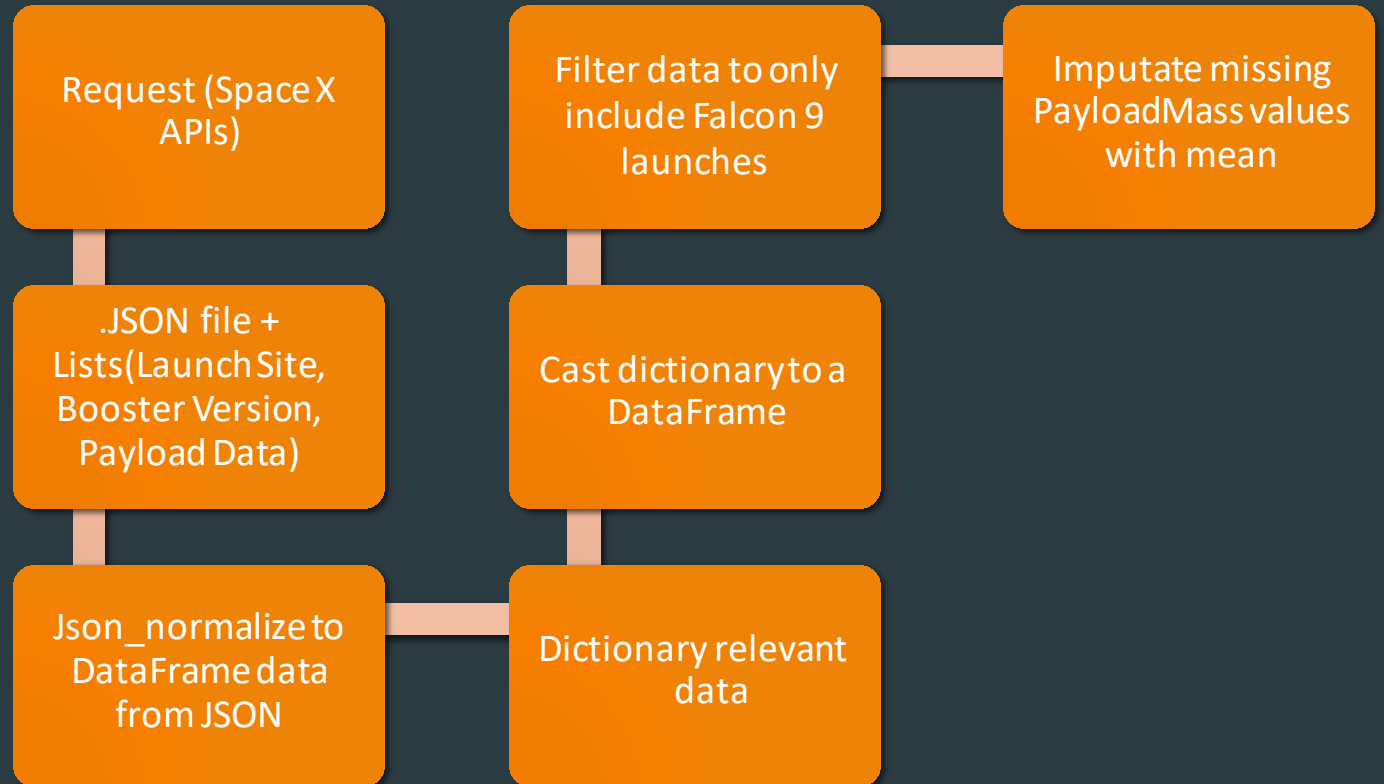 Request (Space X
APIs)
.JSON file +
Lists(Launch Site,
Booster Version,
Payload Data)
Json_normalize to
DataFrame data
from JSON
Dictionary relevant
data
Cast dictionary to a
DataFrame
Filter data to only
include Falcon 9
launches
Imputate missing
PayloadMass values
with mean